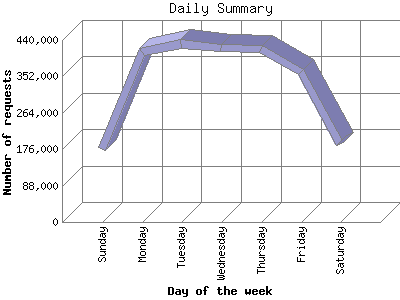 Daily Summary
Number of requests
440,000
352,000
264,000
176,000
88,000
0
Sunday
Monday
Tuesday
Wednesday
Thursday
Friday
Saturday
Day of the week